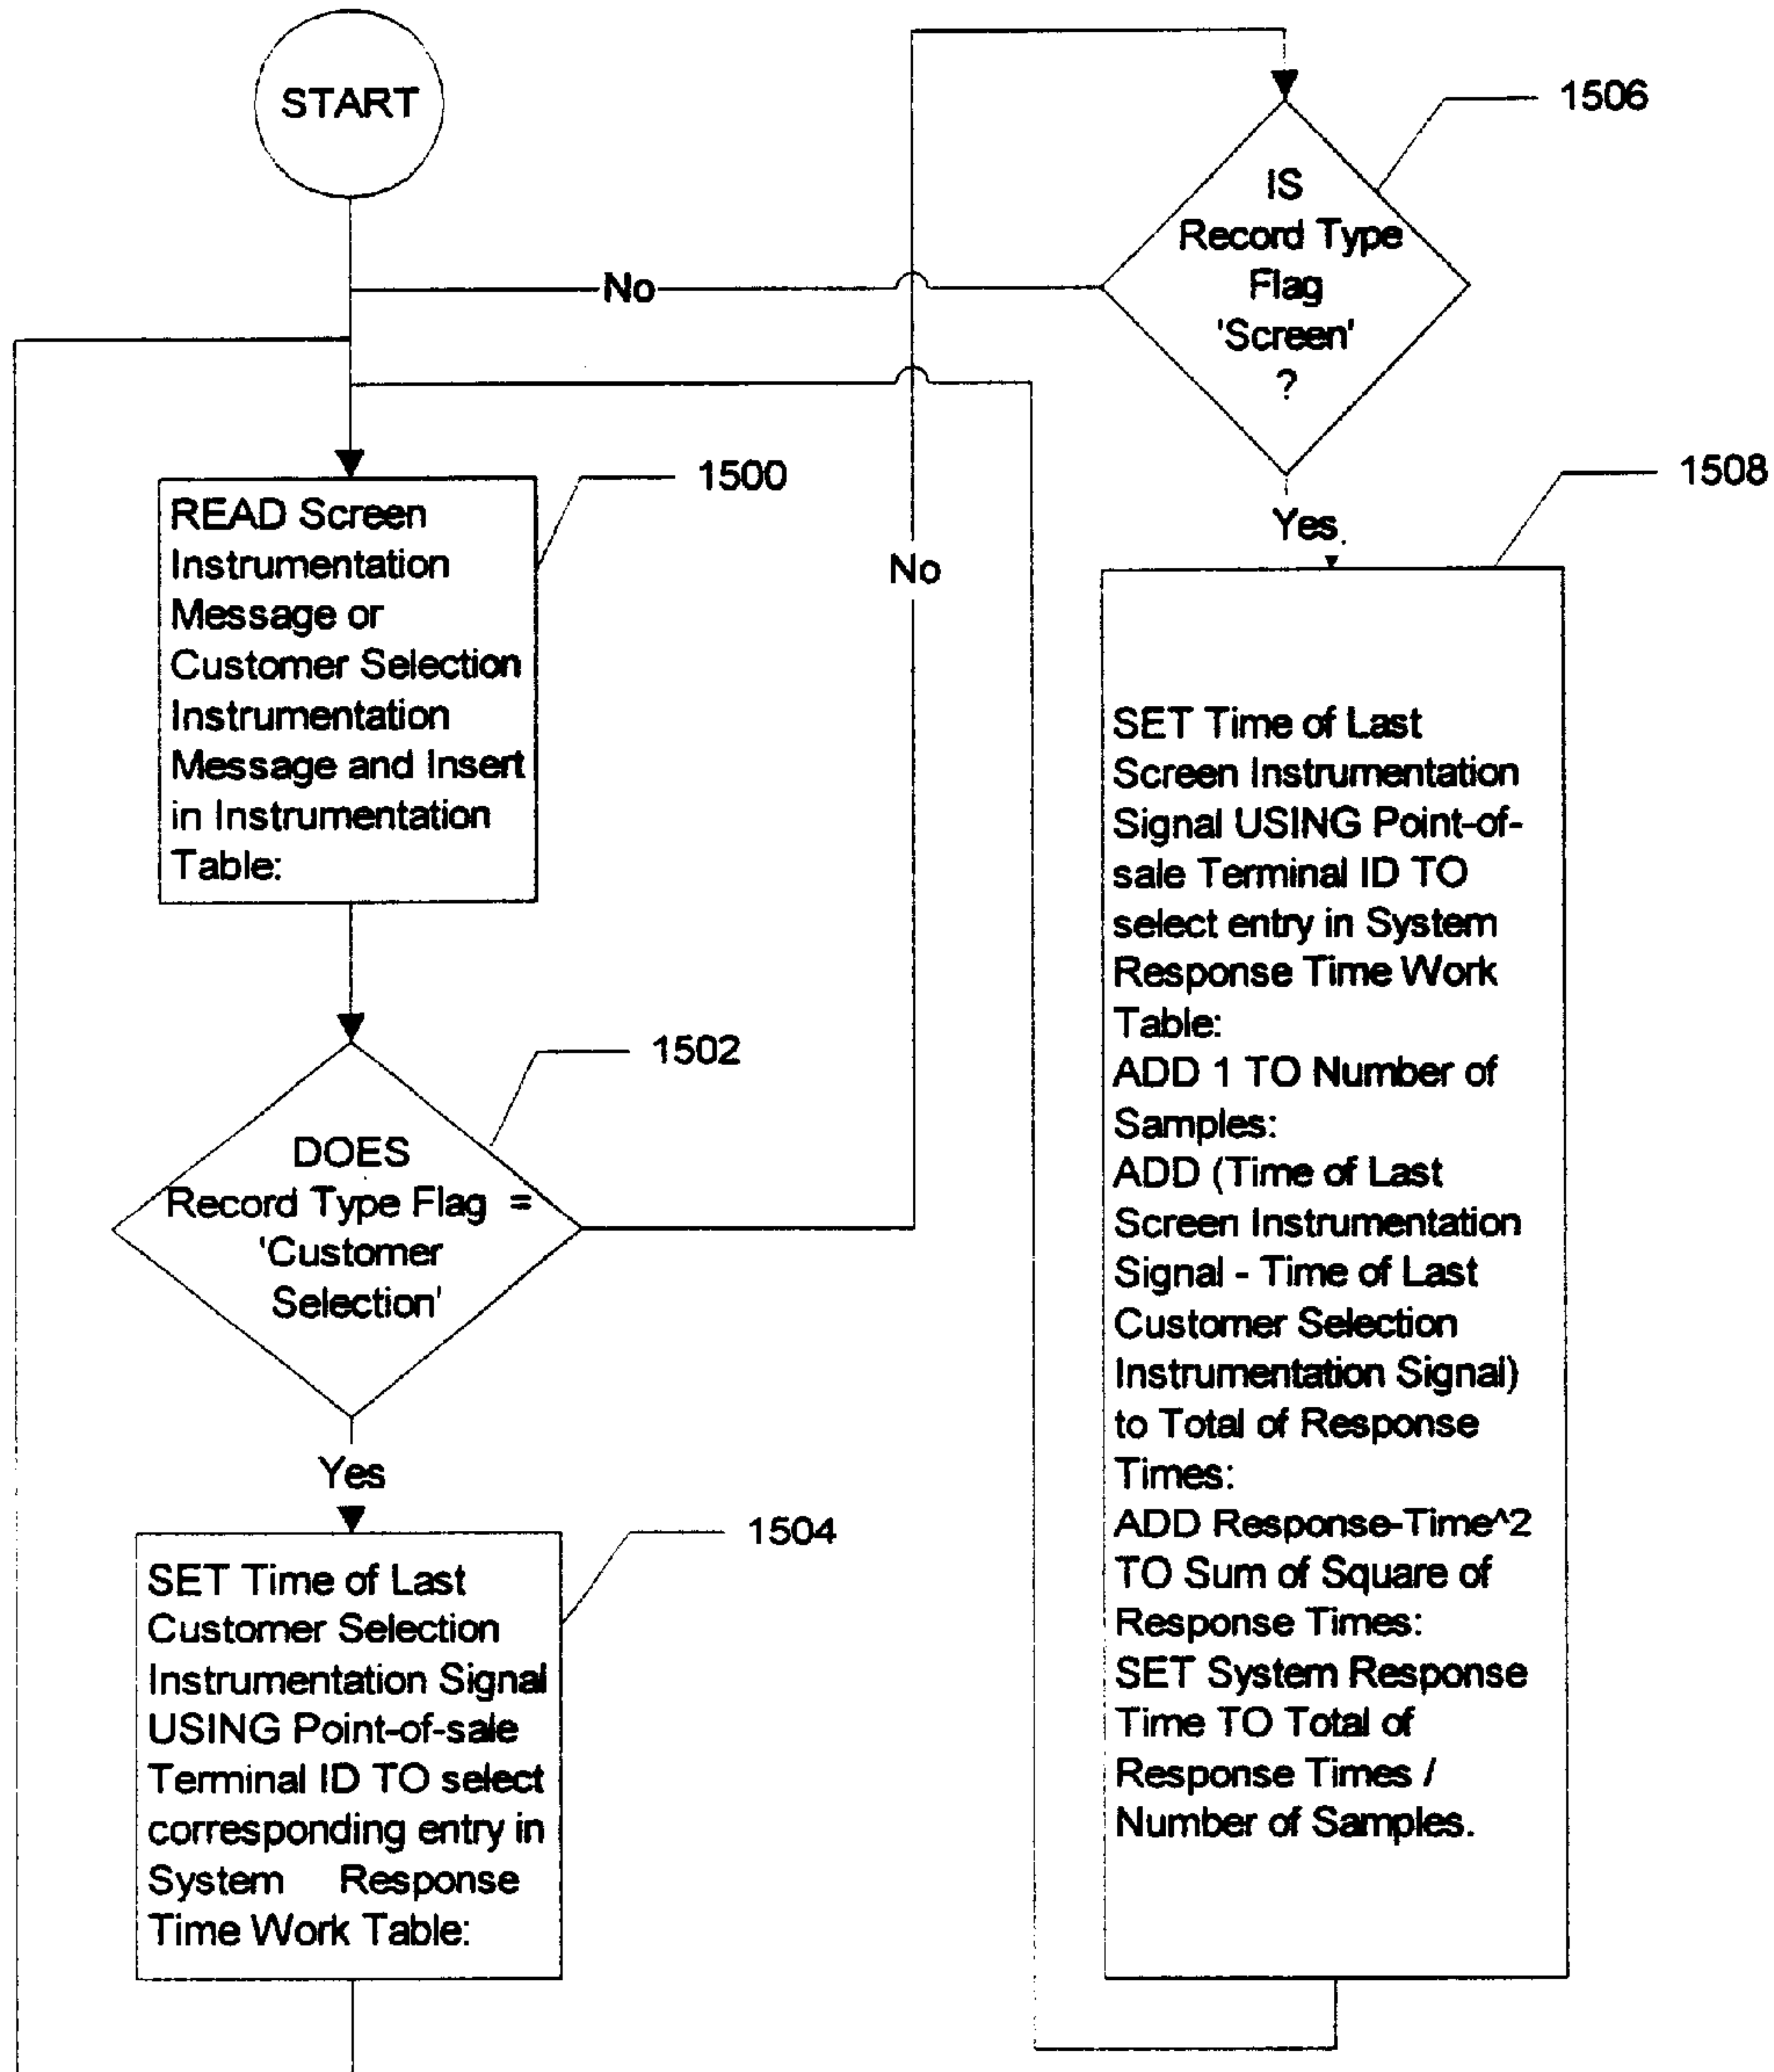 START
No
READ Screen
Instrumentation
Message or
Customer Selection
Instrumentation
Message and Insert
in Instrumentation
Table:
1500
DOES
Record Type Flag =
'Customer
Selection'
1502
No
Yes
SET Time of Last
Customer Selection
Instrumentation Signal
USING Point-of-sale
Terminal ID TO select
corresponding entry in
System Response
Time Work Table:
1504
IS
Record Type
Flag
'Screen'
?
1506
Yes
1508
SET Time of Last
Screen Instrumentation
Signal USING Point-of-
sale Terminal ID TO
select entry in System
Response Time Work
Table:
ADD 1 TO Number of
Samples:
ADD (Time of Last
Screen Instrumentation
Signal - Time of Last
Customer Selection
Instrumentation Signal)
to Total of Response
Times:
ADD Response-Time^2
TO Sum of Square of
Response Times:
SET System Response
Time TO Total of
Response Times /
Number of Samples.